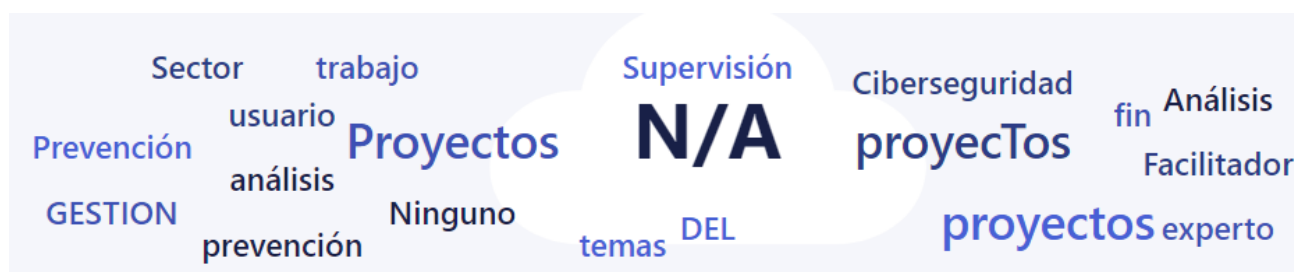 Sector
trabajo
Supervisión
Ciberseguridad
Análisis
usuario
fin
Prevención
Proyectos
N/A
proyecTos
Facilitador
análisis
GESTION
Ninguno
proyectos
experto
prevención
temas
DEL